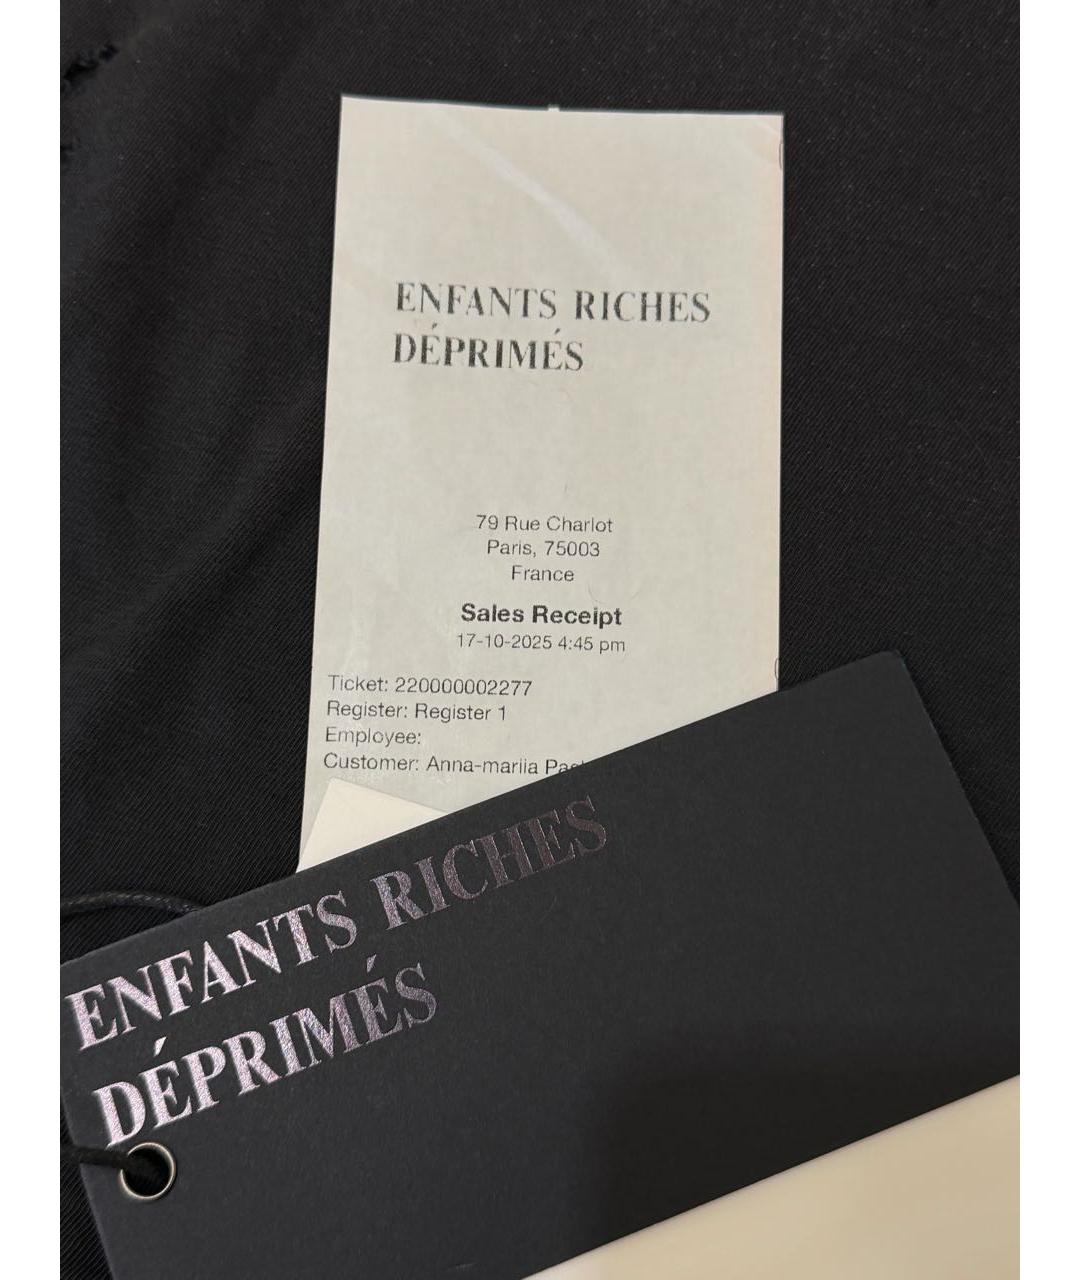 ENFANTS RICHES
DÉPRIMÉS
79 Rue Charlot
Paris, 75003
France
Sales Receipt
17-10-2025 4:45 pm
Ticket: 220000002277
Register: Register 1
Employee:
Customer: Anna-mariia
ENFANTS RICHES
DÉPRIMÉS